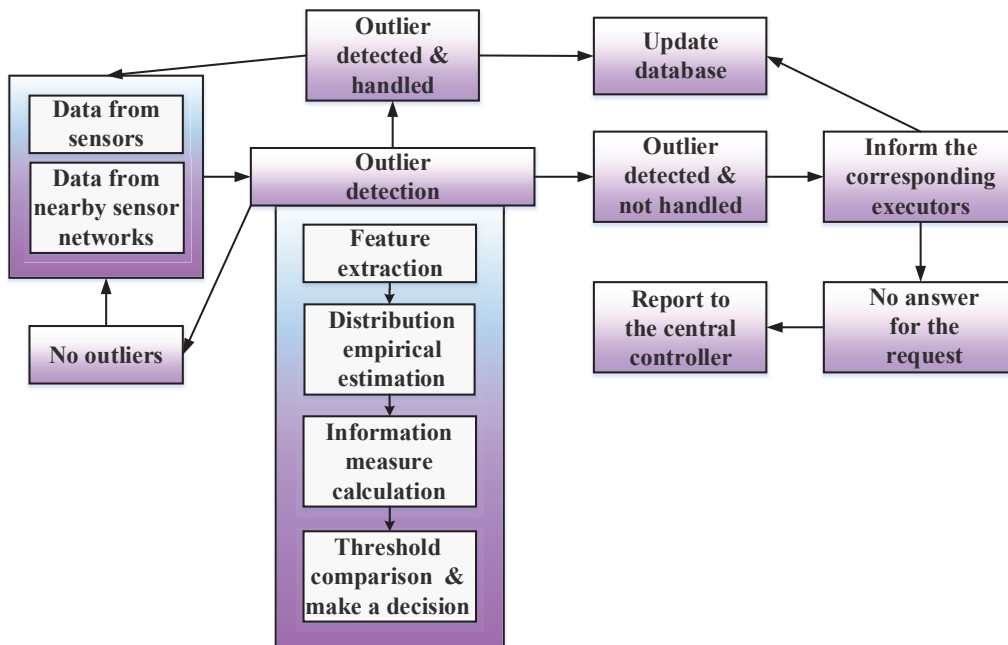 Outlier
detected &
handled
Update
database
Data from
sensors
Data from
nearby sensor
networks
Outlier
detection
Outlier
detected &
not handled
Inform the
corresponding
executors
Feature
extraction
Distribution
empirical
estimation
Information
measure
calculation
Threshold
comparison &
make a decision
No outliers
Report to
the central
controller
No answer
for the
request